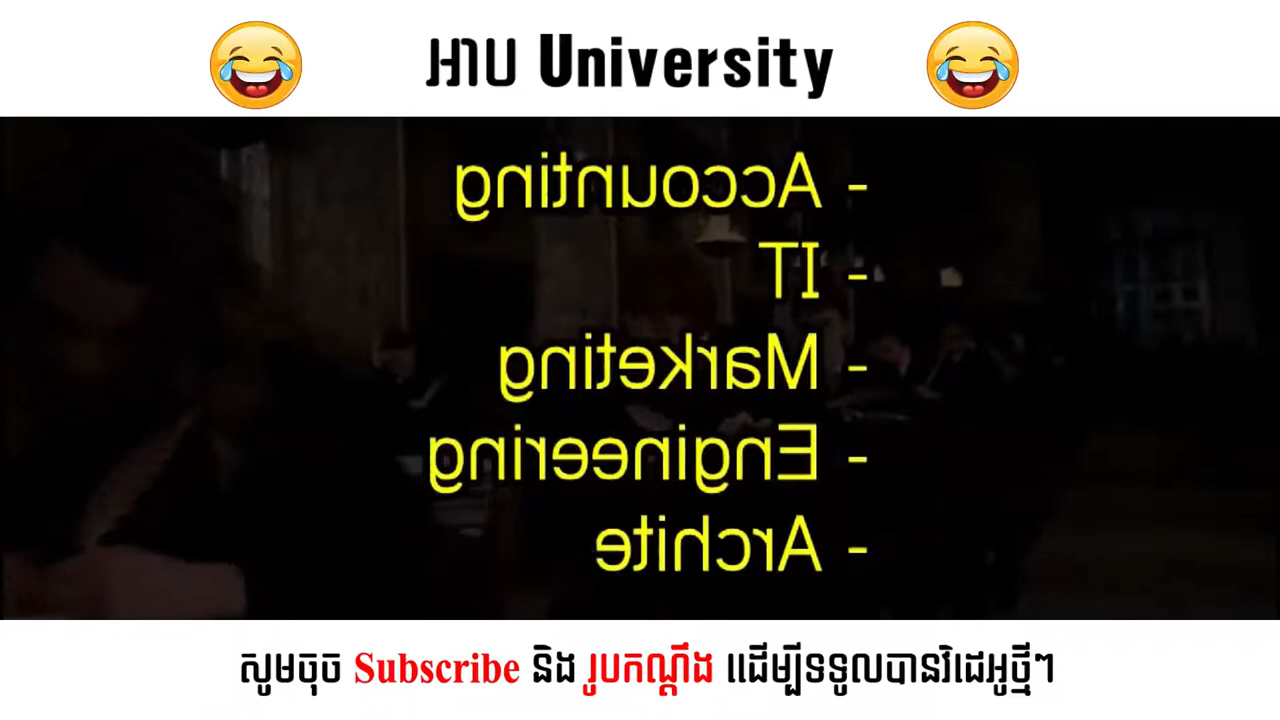 អាប University
- Accounting
- IT
- Marketing
- Engineering
- Archite
សូមចុច Subscribe និង រូបកណ្ដឹង ដើម្បីទទួលបានវិដេអូថ្មីៗ